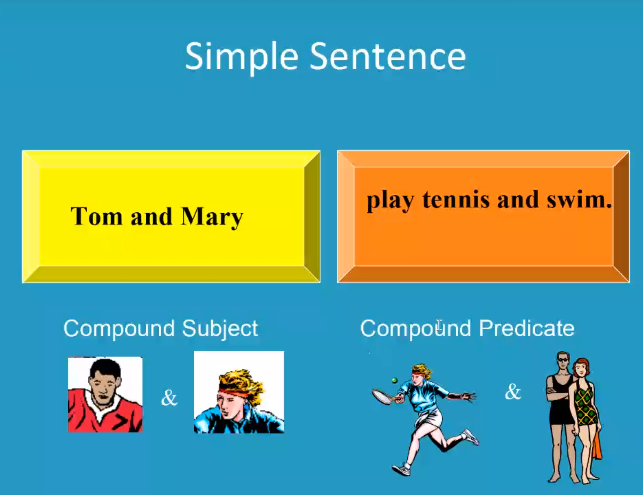 Simple Sentence
Tom and Mary
play tennis and swim.
Compound Subject
Compound Predicate
&
&